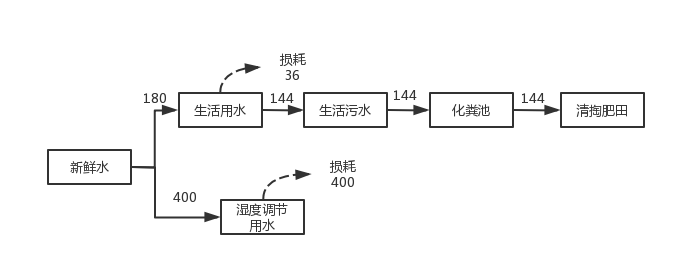 损耗
36
180
生活用水
144
生活污水
144
化粪池
144
清掏肥田
新鲜水
损耗
400
400
湿度调节
用水